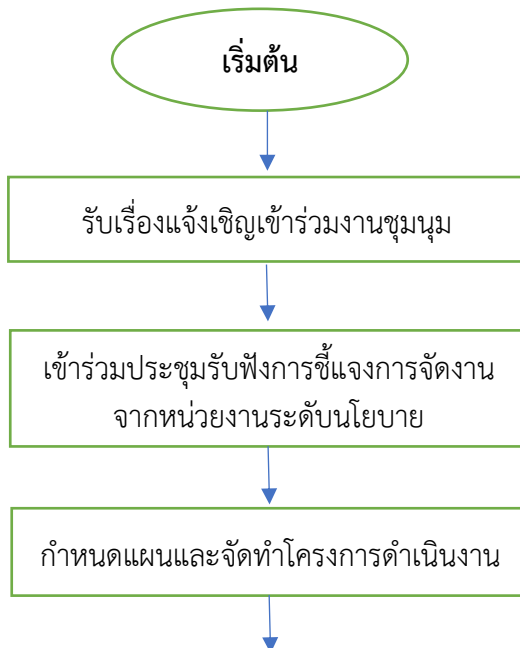 เริ่มต้น
รับเรื่องแจ้งเชิญเข้าร่วมงานชุมนุม
เข้าร่วมประชุมรับฟังการชี้แจงการจัดงาน
จากหน่วยงานระดับนโยบาย
กำหนดแผนและจัดทำโครงการดำเนินงาน